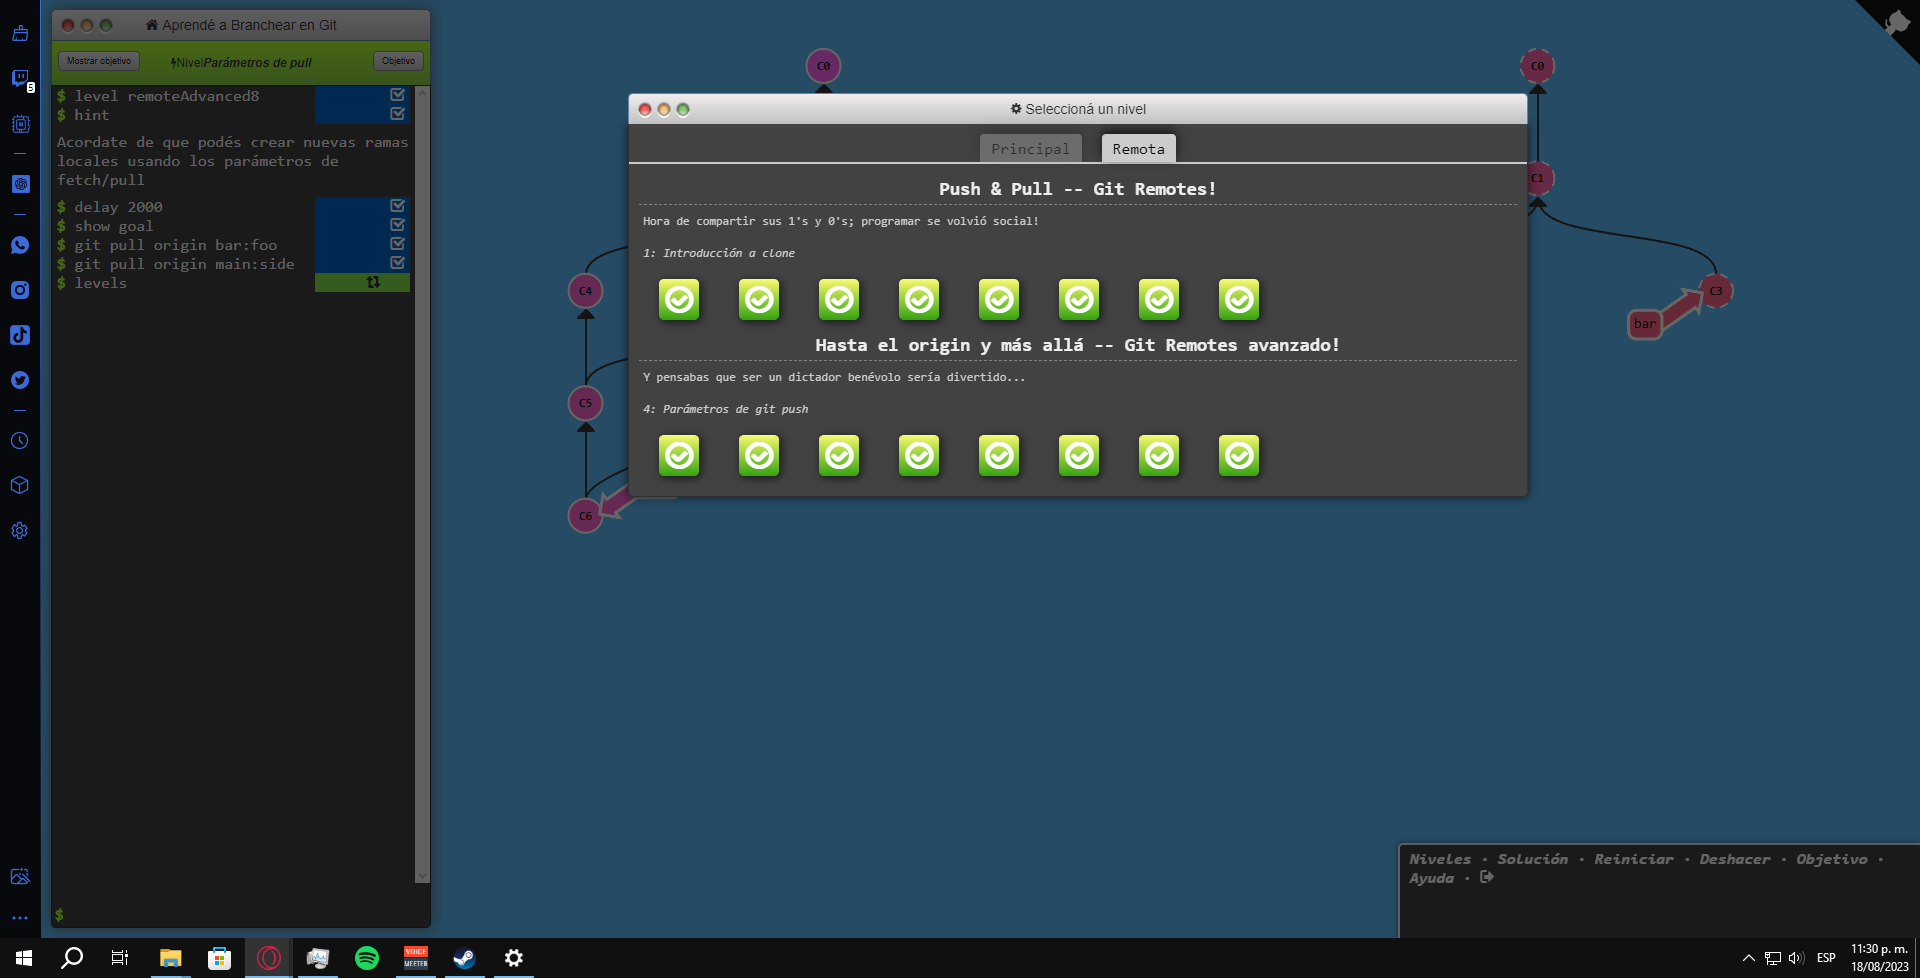 Aprendé a Branchear en Git
Mostrar objetivo
NivelParámetros de pull
Objetivo
$ level remoteAdvanced8
$ hint
Acordate de que podés crear nuevas ramas
locales usando los parámetros de
fetch/pull
$ delay 2000
$ show goal
$ git pull origin bar:foo
$ git pull origin main:side
$ levels
$
C0
C4
C5
C6
Seleccioná un nivel
Principal
Remota
Push & Pull -- Git Remotes!
Hora de compartir sus 1's y 0's; programar se volvió social!
1: Introducción a clone
Hasta el origin y más allá -- Git Remotes avanzado!
Y pensabas que ser un dictador benévolo sería divertido...
4: Parámetros de git push
C0
C1
C3
bar
Niveles · Solución · Reiniciar · Deshacer · Objetivo ·
Ayuda ·
5
VOICE
MEETER
ESP
11:30 p. m.
18/08/2023